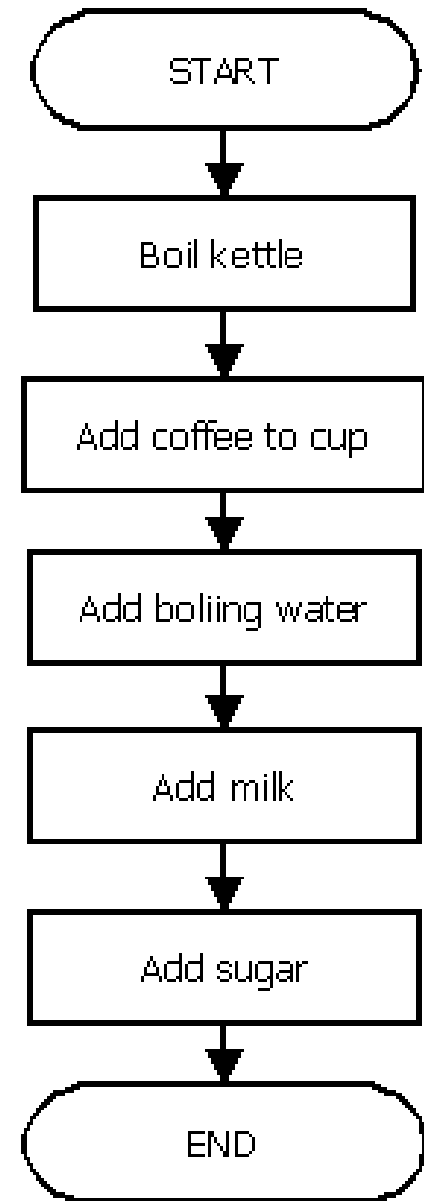 START
Boil kettle
Add coffee to cup
Add boliing water
Add milk
Add sugar
END